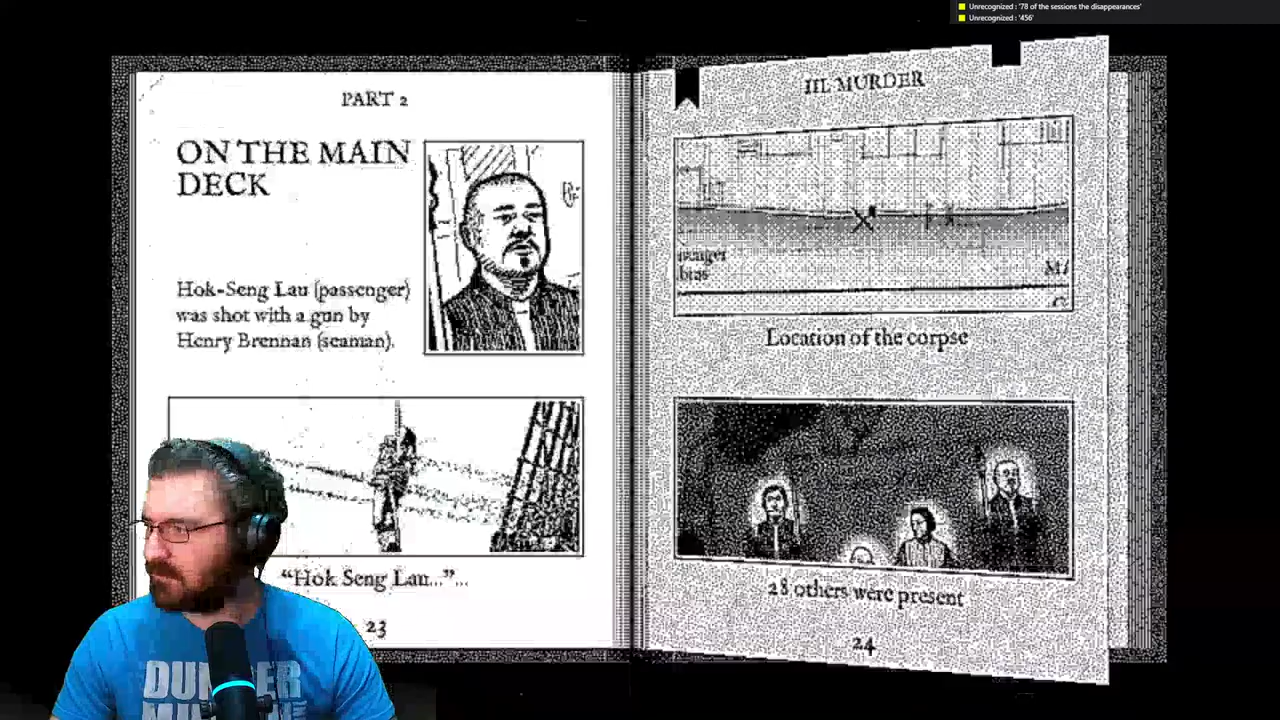 Unrecognized : '78 of the sessions the disappearances'
Unrecognized : '456'
PART 2
ON THE MAIN
DECK
Hok-Seng Lau (passenger)
was shot with a gun by
Henry Brennan (seaman).
"Hok Seng Lau..."...
23
III. MURDER
Location of the corpse
28 others were present
24